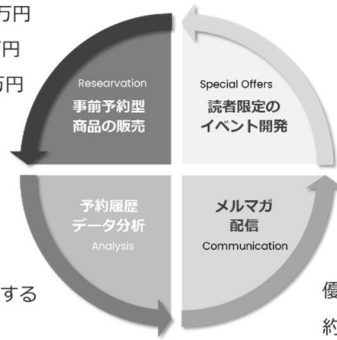 万円
万円
万円
Researvation
事前予約型
商品の販売
Special Offers
読者限定の
イベント開発
予約履歴
データ分析
Analysis
メルマガ
配信
Communication
する
優
約